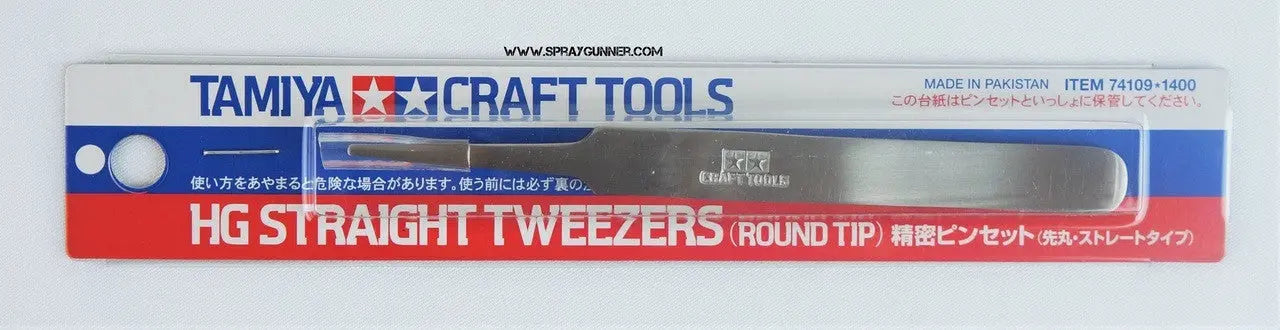 WWW.SPRAYGUNNER.COM
TAMIYA CRAFT TOOLS
MADE IN PAKISTAN ITEM 74109★1400
この台紙はピンセットといっしょに保管してください。
CRAFT TOOLS
使い方をあやまると危険な場合があります。使う前には必ず裏の
HG STRAIGHT TWEEZERS (ROUND TIP) 精密ピンセット(先丸・ストレートタイプ)